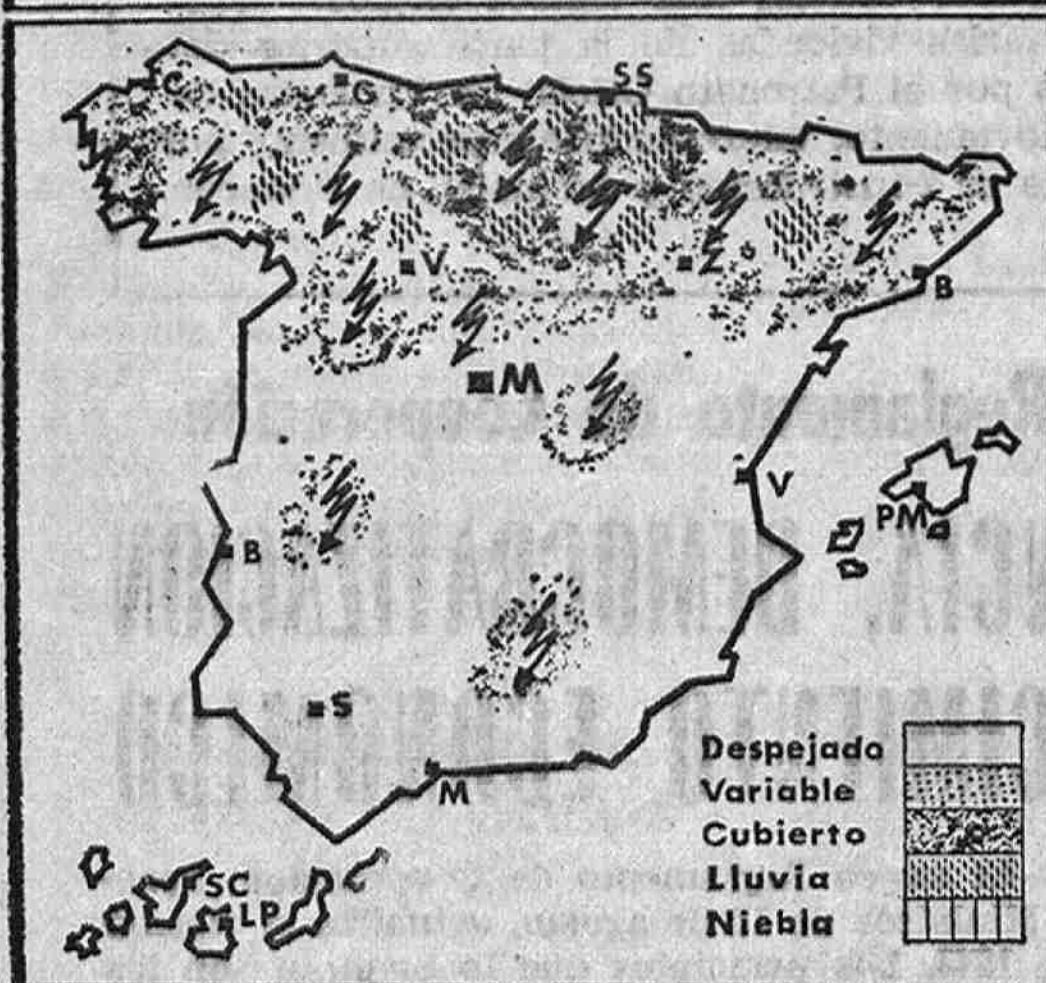 SS
C
G
V
Z
B
M
V
PM
B
S
M
SC
LP
Despejado
Variable
Cubierto
Lluvia
Niebla